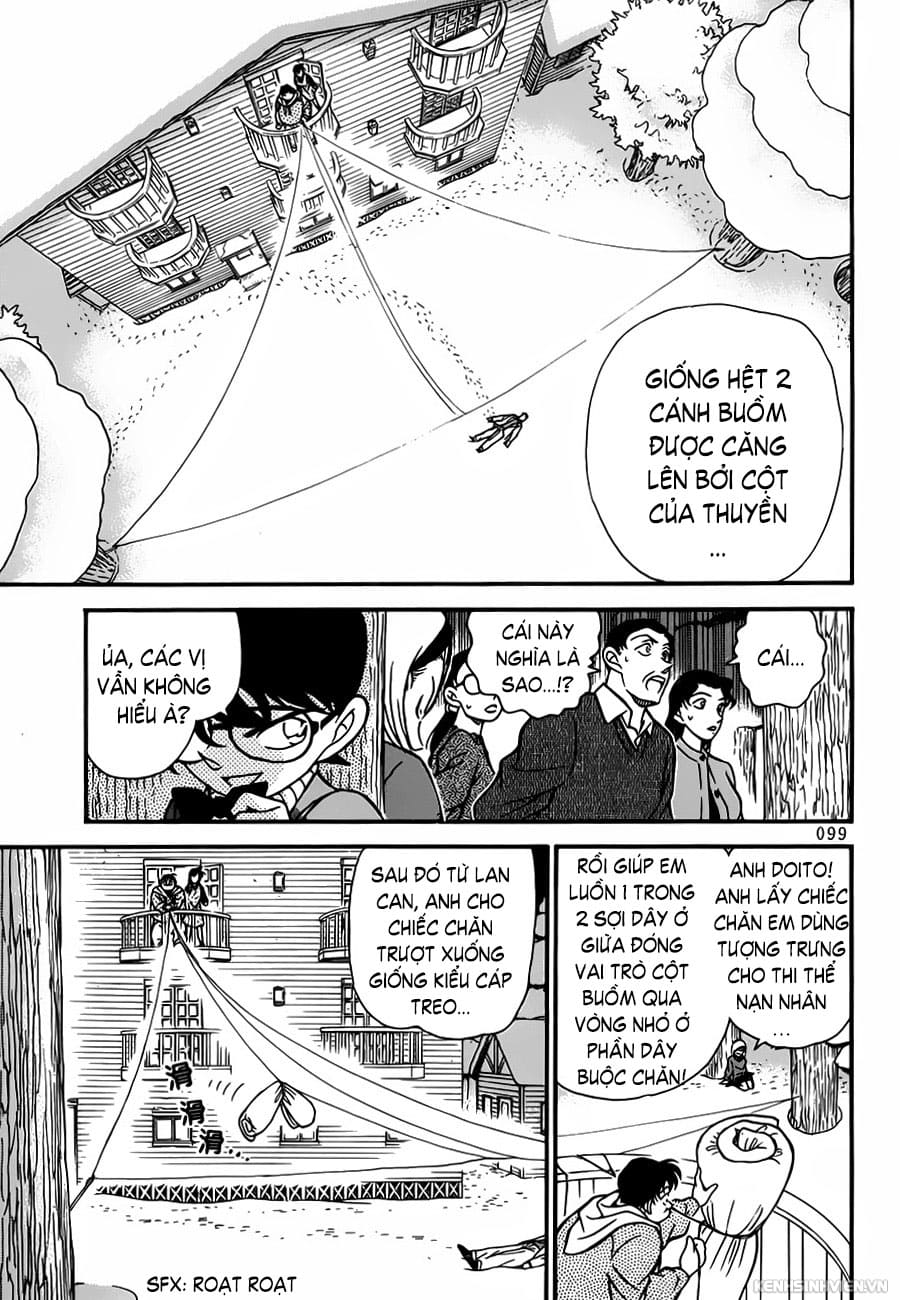 GIỐNG HỆT 2
CÁNH BUỒM
ĐƯỢC CĂNG
LÊN BỞI CỘT
CỦA THUYỀN
...
CÁI...
CÁI NÀY
NGHĨA LÀ
SAO...!?
ỦA, CÁC VỊ
VẪN KHÔNG
HIỂU À?
099
ANH DOITO!
ANH LẤY CHIẾC
CHĂN EM DÙNG
TƯỢNG TRƯNG
CHO THI THỂ
NẠN NHÂN
...
RỒI GIÚP EM
LUỒN 1 TRONG
2 SỢI DÂY Ở
GIỮA ĐÓNG
VAI TRÒ CỘT
BUỒM QUA
VÒNG NHỎ Ở
PHẦN DÂY
BUỘC CHĂN!
SAU ĐÓ TỪ LAN
CAN, ANH CHO
CHIẾC CHĂN
TRƯỢT XUỐNG
GIỐNG KIỂU CÁP
TREO...
滑
滑
滑...
SFX: ROẠT ROẠT
KENHSINHVIEN.VN